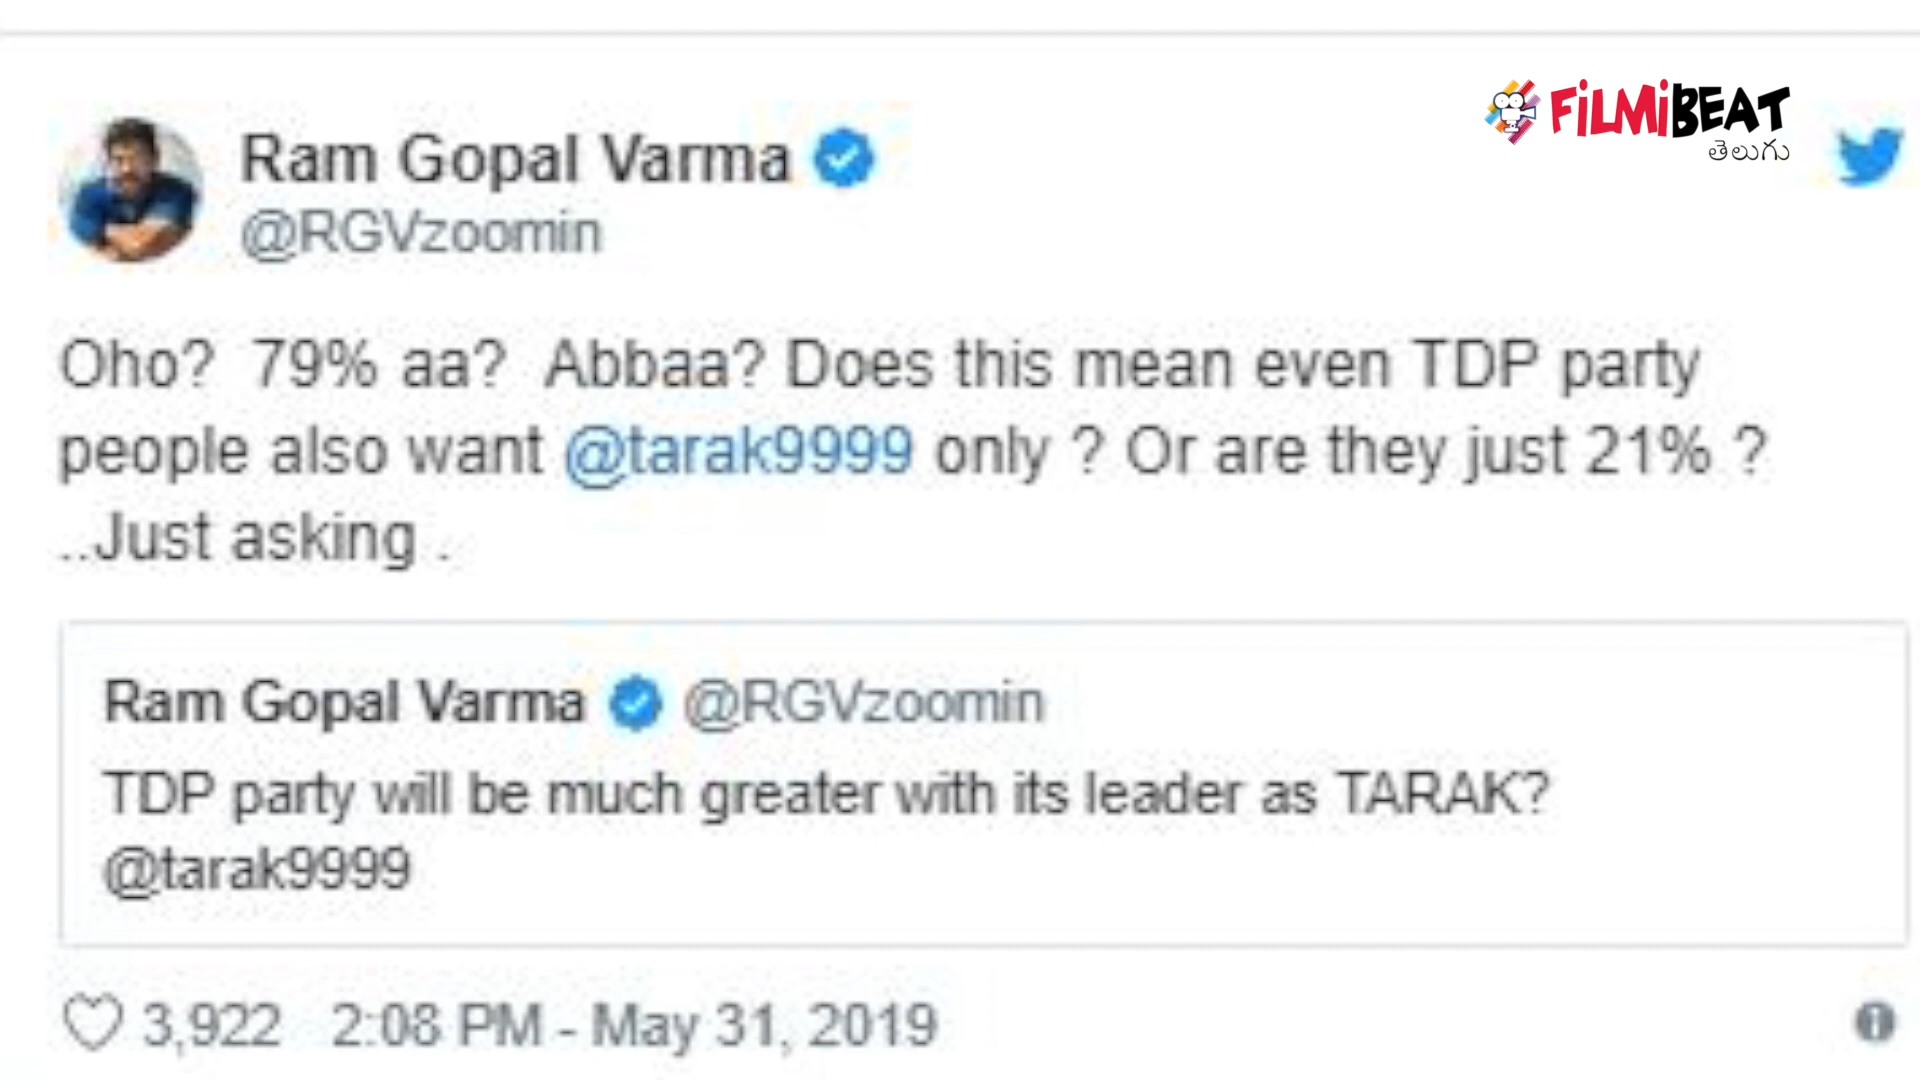 FiLMiBEAT
తెలుగు
Ram Gopal Varma
@RGVzoomin
Oho? 79% aa? Abbaa? Does this mean even TDP party
people also want @tarak9999 only ? Or are they just 21% ?
..Just asking .
Ram Gopal Varma @RGVzoomin
TDP party will be much greater with its leader as TARAK?
@tarak9999
3,922 2:08 PM - May 31, 2019